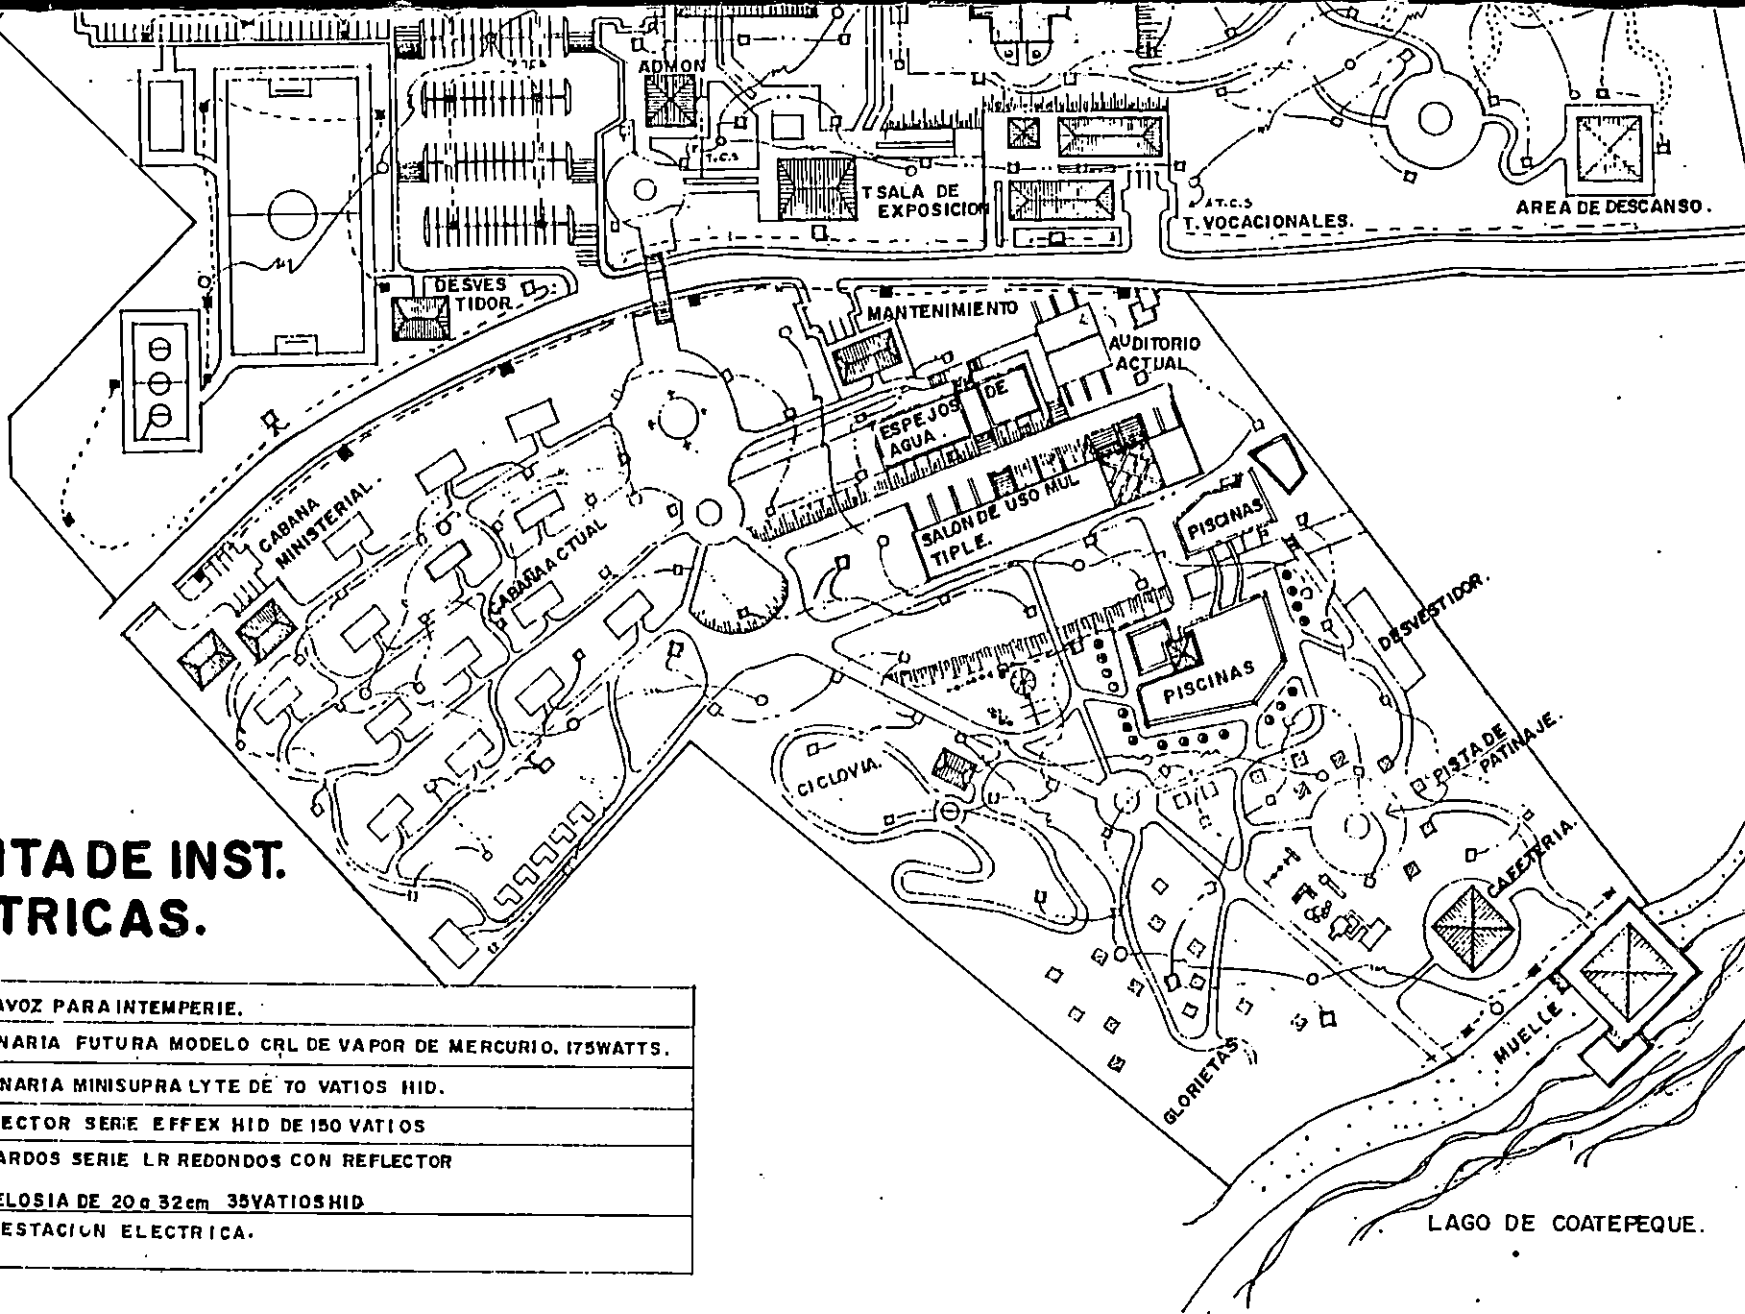 ADMON
T.C.S
T SALA DE
EXPOSICION
A T.C.S
T. VOCACIONALES.
AREA DE DESCANSO.
DESVES
TIDOR
MANTENIMIENTO
AUDITORIO
ACTUAL
ESPEJOS DE
AGUA.
CABANA
MINISTERIAL.
CABAÑA ACTUAL
SALON DE USO MUL
TIPLE.
PISCINAS
DESVESTIDOR.
PISCINAS
CICLOVIA.
PISTA DE
PATINAJE.
CAFETERIA.
MUELLE
GLORIETAS
LAGO DE COATEPEQUE.
NTA DE INST.
TRICAS.
AVOZ PARA INTEMPERIE.
NARIA FUTURA MODELO CRL DE VAPOR DE MERCURIO. 175WATTS.
NARIA MINISUPRA LYTE DE 70 VATIOS HID.
ECTOR SERIE EFFEX HID DE 150 VATIOS
ARDOS SERIE LR REDONDOS CON REFLECTOR
ELOSIA DE 20 a 32cm 35VATIOS HID
ESTACION ELECTRICA.